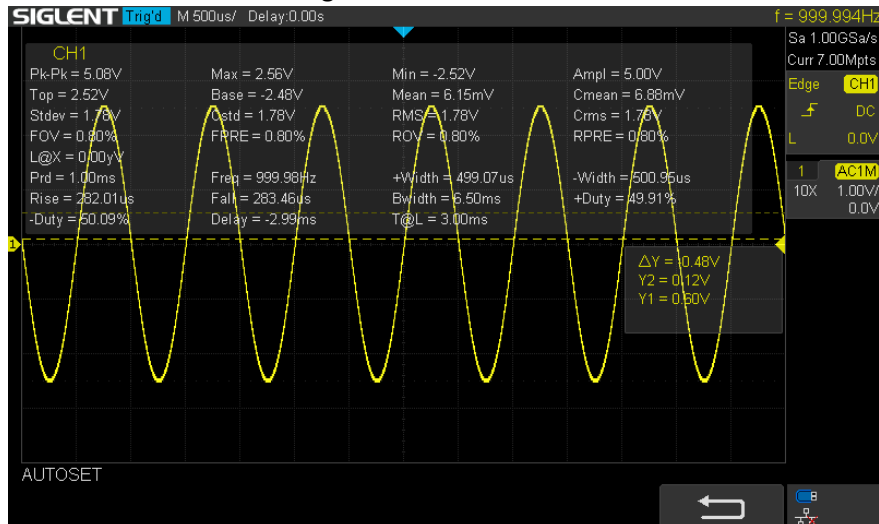 SIGLENT Trig'd M 500us/ Delay:0.00s f = 999.994Hz
Sa 1.00GSa/s
Curr 7.00Mpts
CH1
Pk-Pk = 5.08V Max = 2.56V Min = -2.52V Ampl = 5.00V
Edge CH1
Top = 2.52V Base = -2.48V Mean = 6.15mV Cmean = 6.88mV
Stdev = 1.78V Cstd = 1.78V RMS = 1.78V Crms = 1.78V
DC
FOV = 0.80% FPRE = 0.80% ROV = 0.80% RPRE = 0.80%
L 0.0V
L@X = 0.00yV
Prd = 1.00ms Freq = 999.98Hz +Width = 499.07us -Width = 500.95us
1 AC1M
Rise = 282.01us Fall = 283.46us Bwidth = 6.50ms +Duty = 49.91%
10X 1.00V/
0.0V
-Duty = 50.09% Delay = -2.99ms T@L = 3.00ms
1
△Y = -0.48V
Y2 = 0.12V
Y1 = 0.60V
AUTOSET